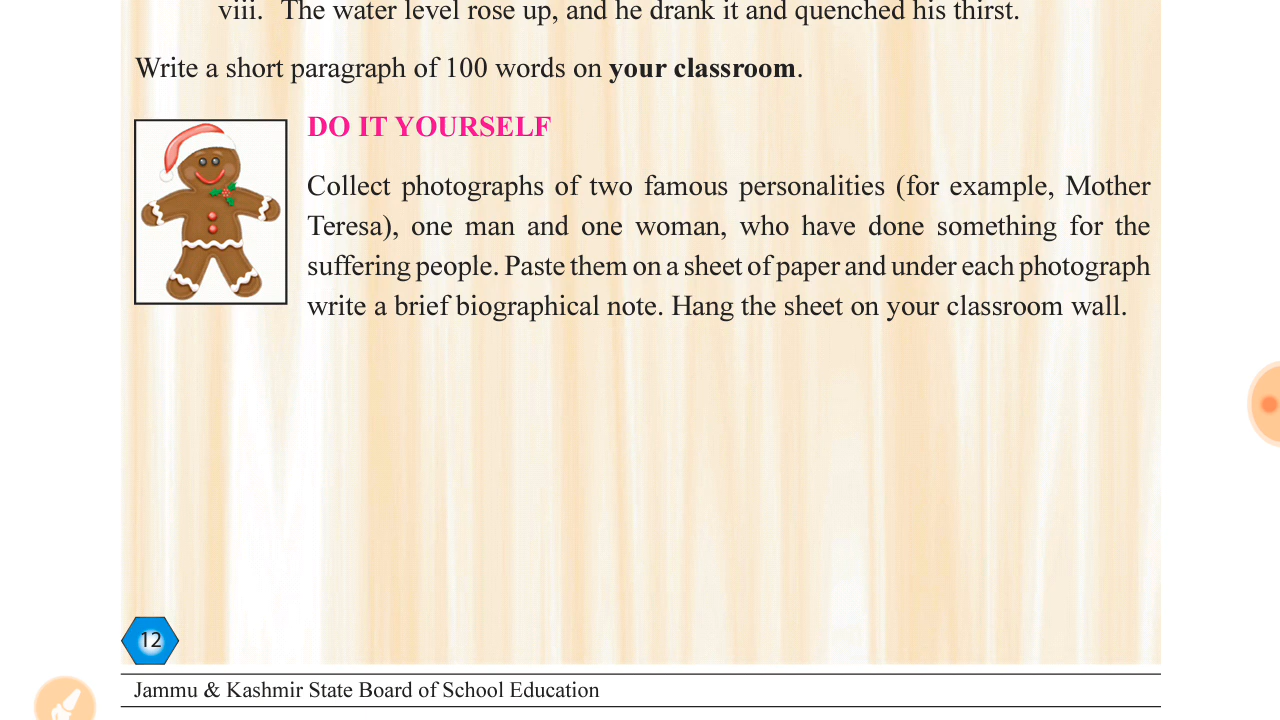 viii. The water level rose up, and he drank it and quenched his thirst.
Write a short paragraph of 100 words on your classroom.
DO IT YOURSELF
Collect photographs of two famous personalities (for example, Mother
Teresa), one man and one woman, who have done something for the
suffering people. Paste them on a sheet of paper and under each photograph
write a brief biographical note. Hang the sheet on your classroom wall.
12
Jammu & Kashmir State Board of School Education